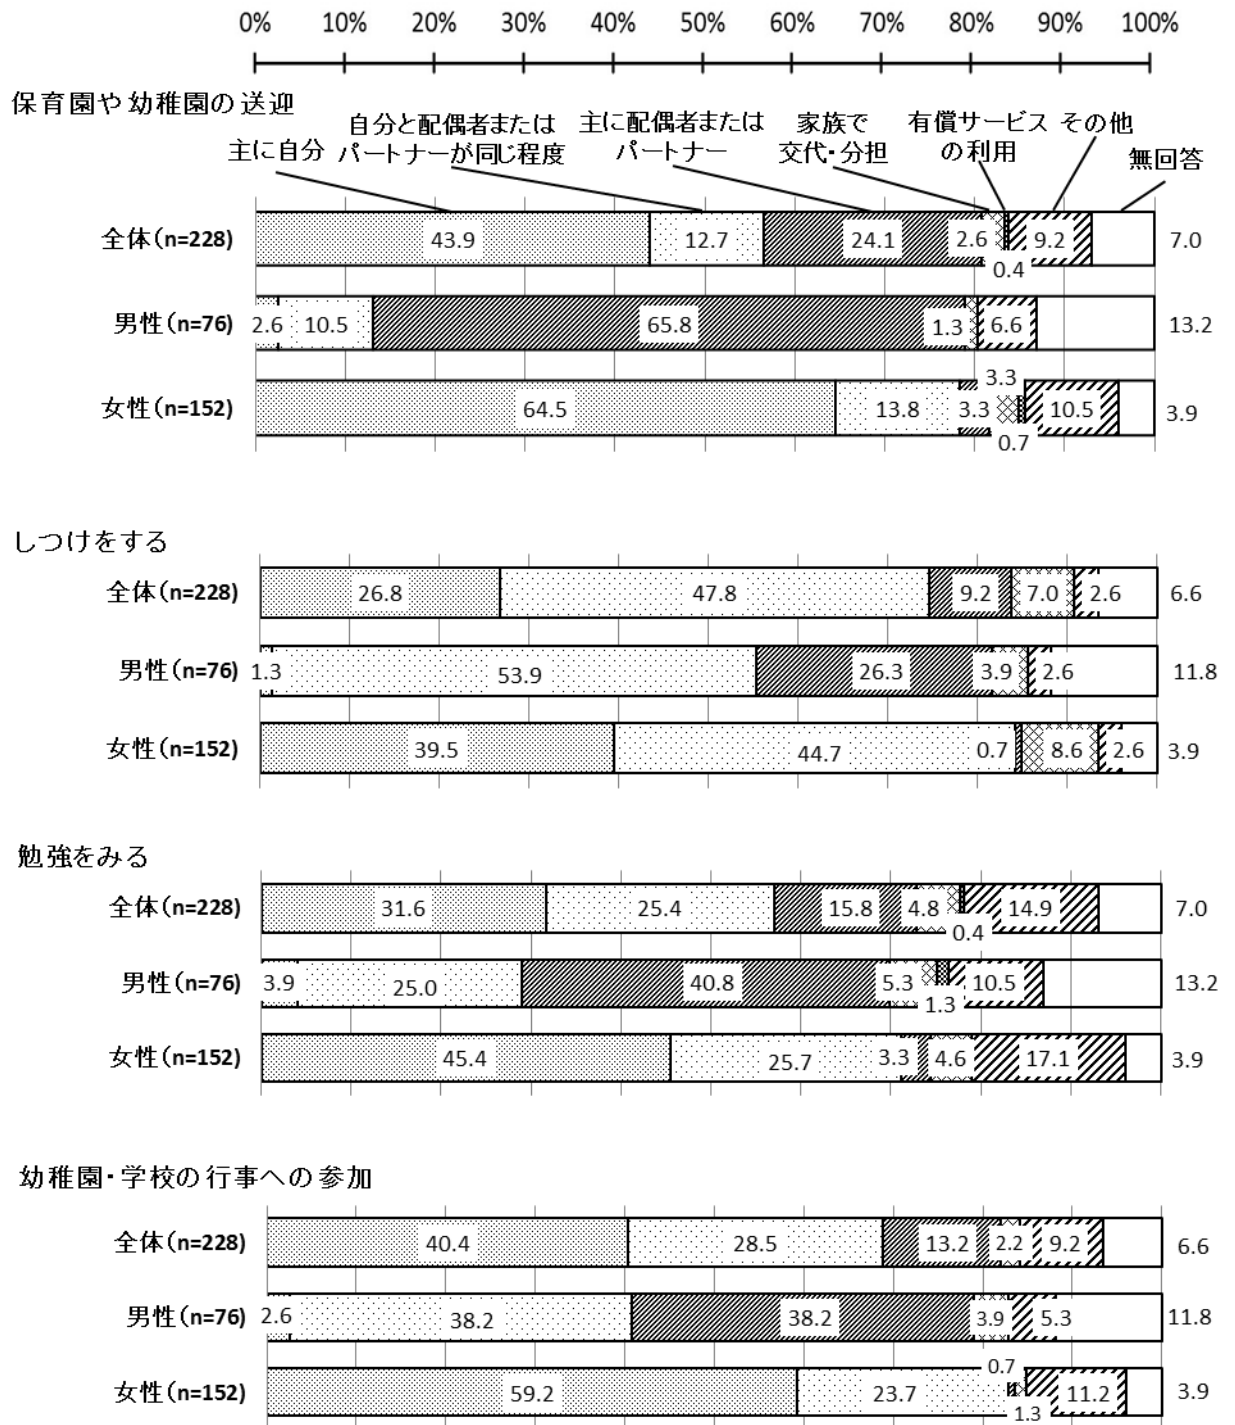 0% 10% 20% 30% 40% 50% 60% 70% 80% 90% 100%
保育園や幼稚園の送迎
主に自分
自分と配偶者または
パートナーが同じ程度
主に配偶者または
パートナー
家族で
交代・分担
有償サービス
の利用
その他
無回答
全体(n=228) 43.9 12.7 24.1 2.6 0.4 9.2 7.0
男性(n=76) 2.6 10.5 65.8 1.3 6.6 13.2
女性(n=152) 64.5 13.8 3.3 3.3 0.7 10.5 3.9
しつけをする
全体(n=228) 26.8 47.8 9.2 7.0 2.6 6.6
男性(n=76) 1.3 53.9 26.3 3.9 2.6 11.8
女性(n=152) 39.5 44.7 0.7 8.6 2.6 3.9
勉強をみる
全体(n=228) 31.6 25.4 15.8 4.8 0.4 14.9 7.0
男性(n=76) 3.9 25.0 40.8 5.3 1.3 10.5 13.2
女性(n=152) 45.4 25.7 3.3 4.6 17.1 3.9
幼稚園・学校の行事への参加
全体(n=228) 40.4 28.5 13.2 2.2 9.2 6.6
男性(n=76) 2.6 38.2 38.2 3.9 5.3 11.8
女性(n=152) 59.2 23.7 0.7 1.3 11.2 3.9